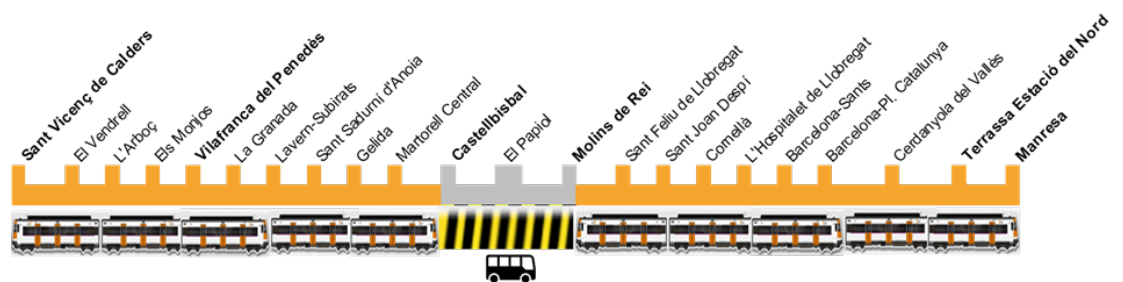 Sant Vicenç de Calders
El Vendrell
L'Arboç
Els Monjos
Vilafranca del Penedès
La Granada
Lavern-Subirats
Sant Sadurní d'Anoia
Gelida
Martorell Central
Castellbisbal
El Papiol
Molins de Rei
Sant Feliu de Llobregat
Sant Joan Despí
Cornellà
L'Hospitalet de Llobregat
Barcelona-Sants
Barcelona-Pl. Catalunya
Cerdanyola del Vallès
Terrassa Estació del Nord
Manresa